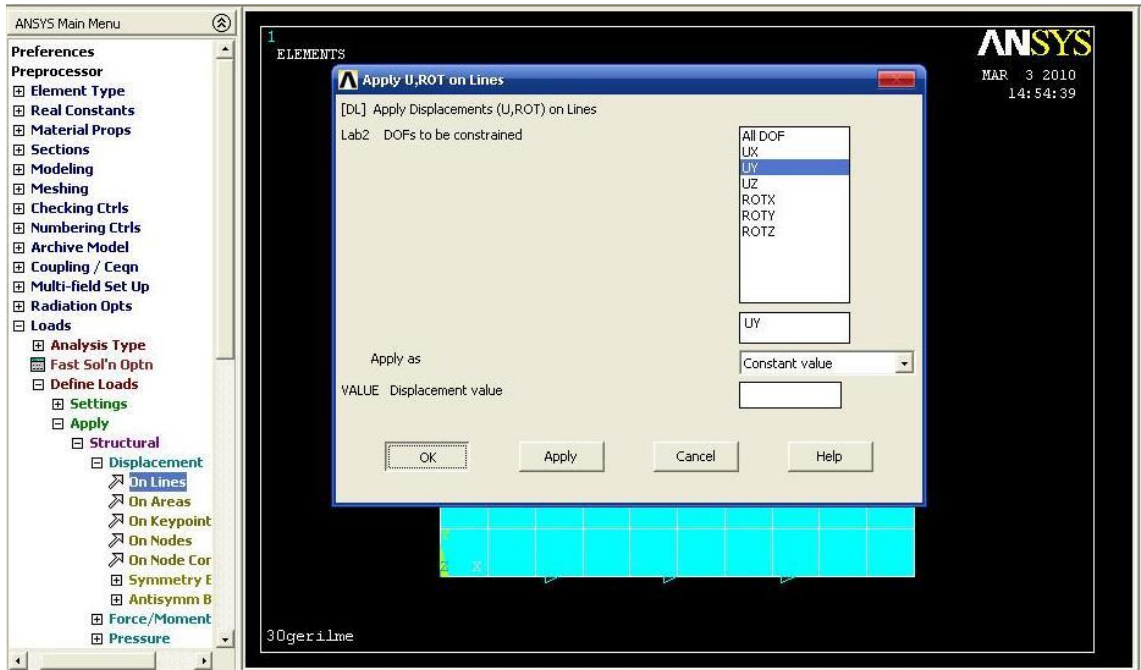 ANSYS Main Menu
Preferences
Preprocessor
Element Type
Real Constants
Material Props
Sections
Modeling
Meshing
Checking Ctrls
Numbering Ctrls
Archive Model
Coupling / Ceqn
Multi-field Set Up
Radiation Opts
Loads
Analysis Type
Fast Sol'n Optn
Define Loads
Settings
Apply
Structural
Displacement
On Lines
On Areas
On Keypoint
On Nodes
On Node Cor
Symmetry B
Antisymm B
Force/Moment
Pressure
1
ELEMENTS
ANSYS
MAR 3 2010
14:54:39
Apply U,ROT on Lines
[DL] Apply Displacements (U,ROT) on Lines
Lab2 DOFs to be constrained
All DOF
UX
UY
UZ
ROTX
ROTY
ROTZ
UY
Apply as
Constant value
VALUE Displacement value
OK
Apply
Cancel
Help
Z X
3Ogerilme